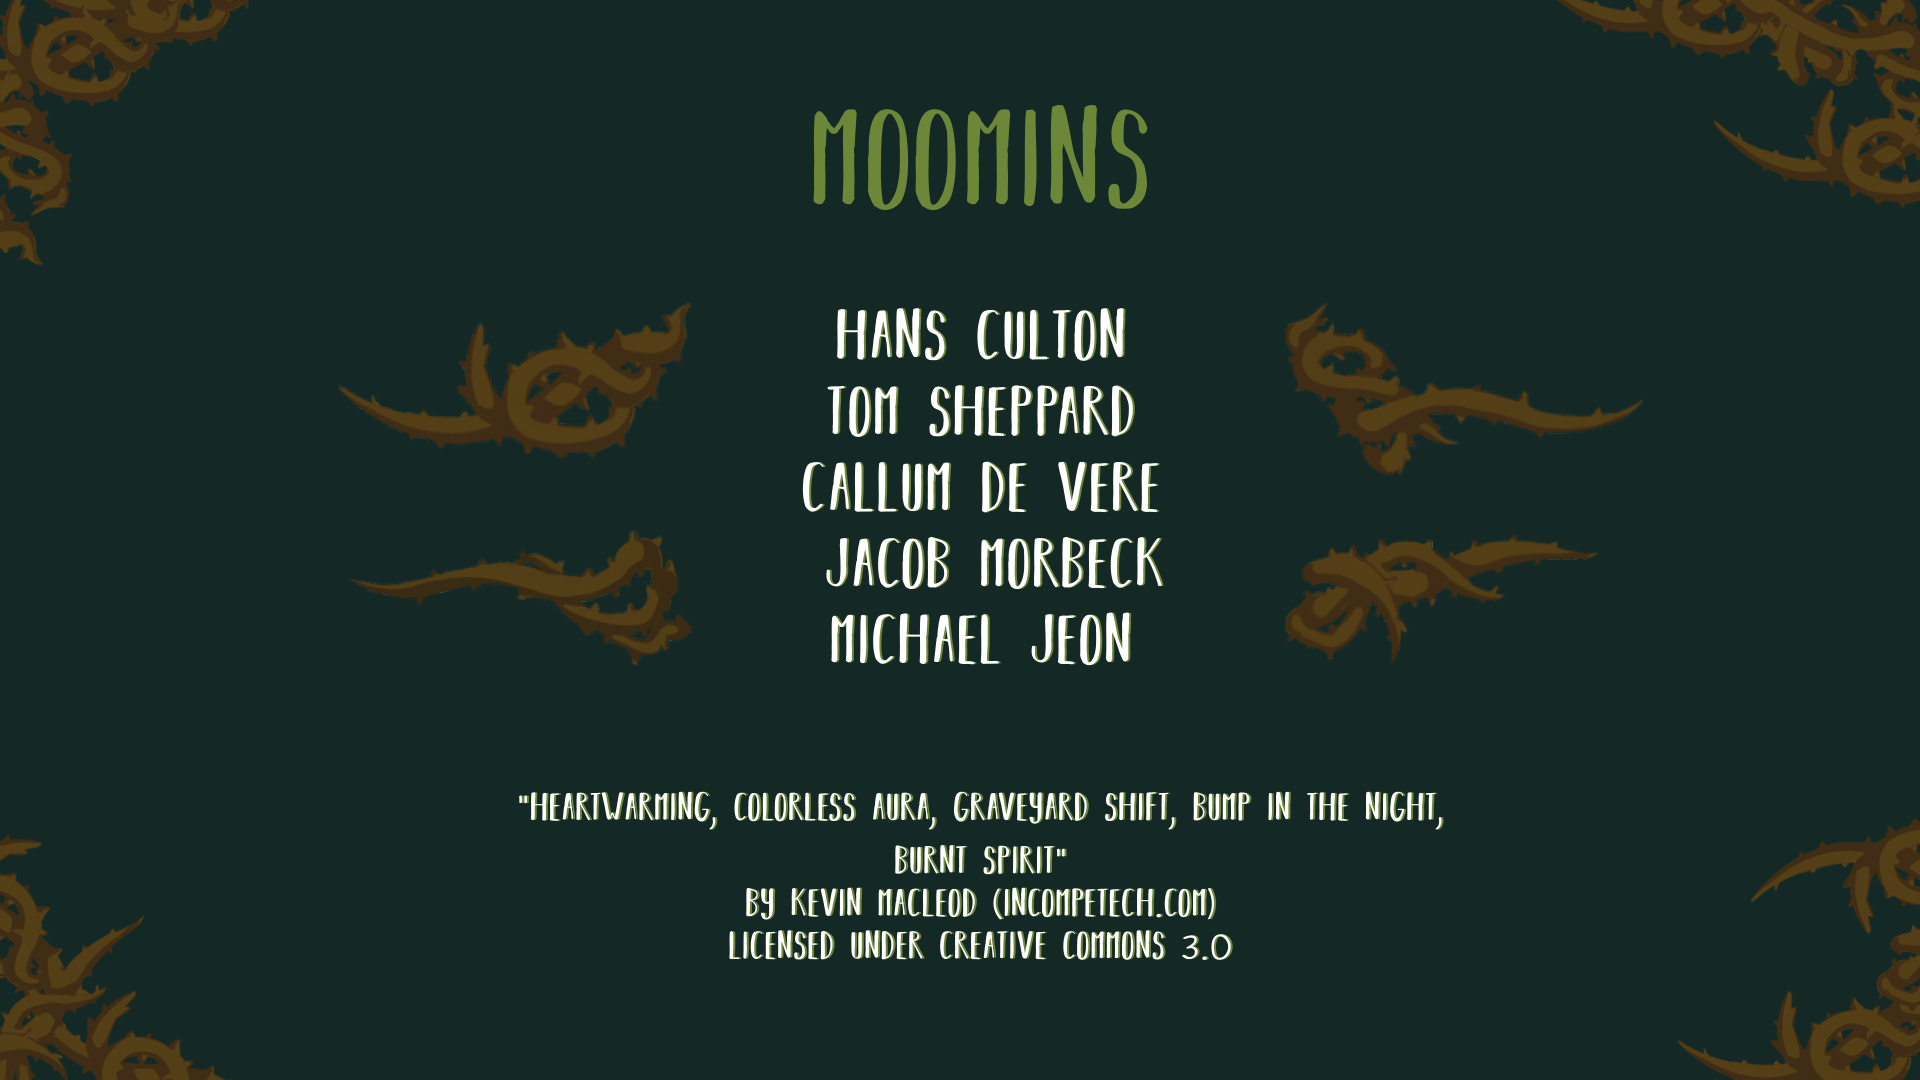 MOOMINS
HANS CULTON
TOM SHEPPARD
CALLUM DE VERE
JACOB MORBECK
MICHAEL JEON
"HEARTWARMING, COLORLESS AURA, GRAVEYARD SHIFT, BUMP IN THE NIGHT,
BURNT SPIRIT"
BY KEVIN MACLEOD (INCOMPETECH.COM)
LICENSED UNDER CREATIVE COMMONS 3.0